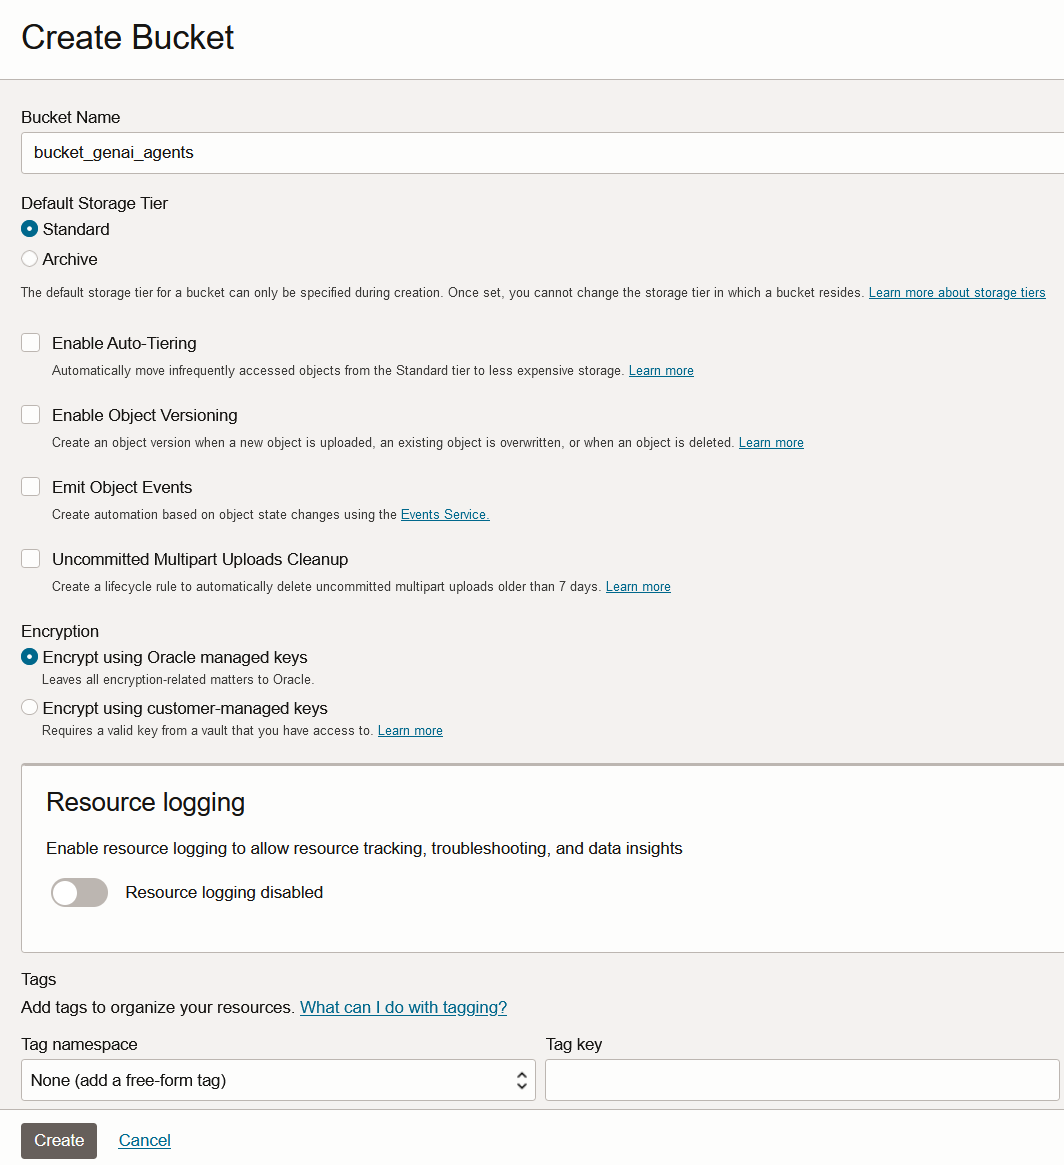 Create Bucket
Bucket Name
bucket_genai_agents
Default Storage Tier
Standard
Archive
The default storage tier for a bucket can only be specified during creation. Once set, you cannot change the storage tier in which a bucket resides. Learn more about storage tiers
Enable Auto-Tiering
Automatically move infrequently accessed objects from the Standard tier to less expensive storage. Learn more
Enable Object Versioning
Create an object version when a new object is uploaded, an existing object is overwritten, or when an object is deleted. Learn more
Emit Object Events
Create automation based on object state changes using the Events Service.
Uncommitted Multipart Uploads Cleanup
Create a lifecycle rule to automatically delete uncommitted multipart uploads older than 7 days. Learn more
Encryption
Encrypt using Oracle managed keys
Leaves all encryption-related matters to Oracle.
Encrypt using customer-managed keys
Requires a valid key from a vault that you have access to. Learn more
Resource logging
Enable resource logging to allow resource tracking, troubleshooting, and data insights
Resource logging disabled
Tags
Add tags to organize your resources. What can I do with tagging?
Tag namespace Tag key
None (add a free-form tag)
Create Cancel